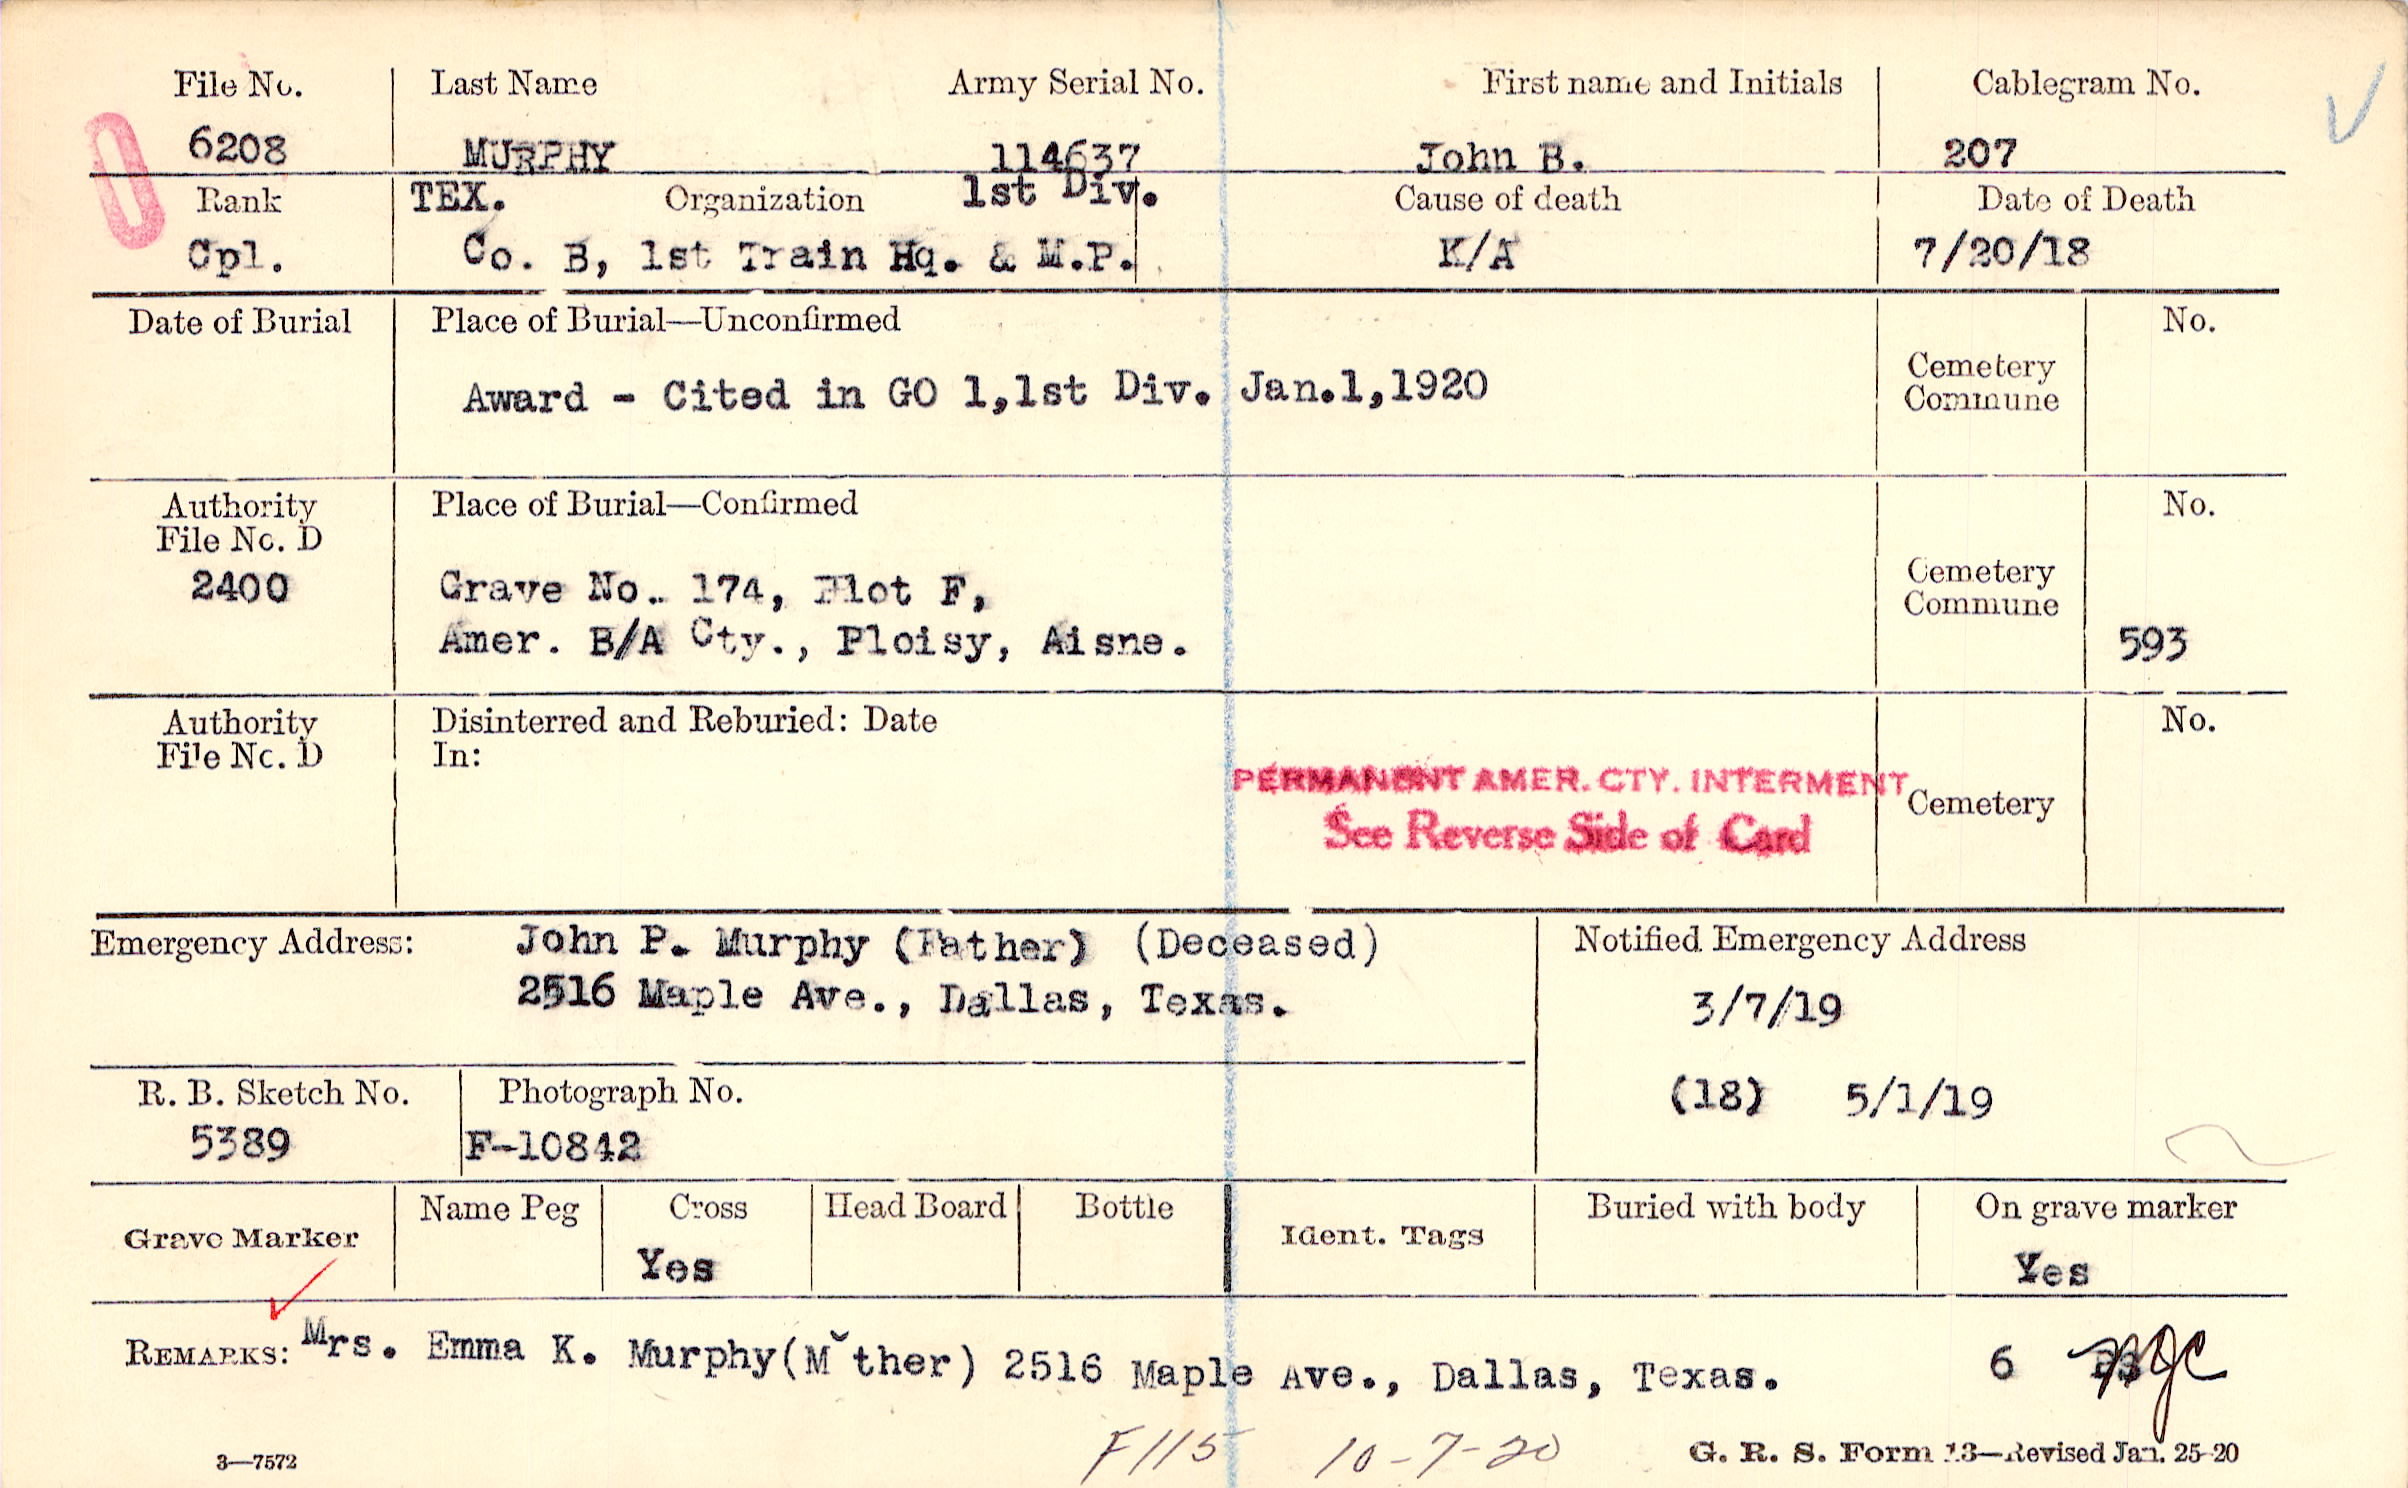 File No. Last Name Army Serial No. First name and Initials Cablegram No.
6208 MURPHY 114637 John B. 207
Rank TEX. Organization 1st Div. Cause of death Date of Death
Cpl. Co. B, 1st Train Hq. & M.P. K/A 7/20/18
Date of Burial Place of Burial—Unconfirmed No.
Cemetery
Award - Cited in GO 1,1st Div. Jan.1,1920
Commune
Authority Place of Burial—Confirmed No.
File No. D
2400 Grave No. 174, Plot F, Cemetery
Commune
Amer. B/A Cty., Ploisy, Aisne. 593
Authority Disinterred and Reburied: Date No.
File No. D In:
PERMANENT AMER. CTY. INTERMENT
Cemetery
See Reverse Side of Card
Emergency Address: John P. Murphy (Father) (Deceased) Notified Emergency Address
2516 Maple Ave., Dallas, Texas. 3/7/19
R. B. Sketch No. Photograph No. (18) 5/1/19
5389 F-10842
Grave Marker Name Peg Cross Head Board Bottle Ident. Tags Buried with body On grave marker
Yes Yes
REMARKS: Mrs. Emma K. Murphy(M˘ther) 2516 Maple Ave., Dallas, Texas. 6
3—7572 F115 10-7-20 G. R. S. Form 13—Revised Jan. 25-20